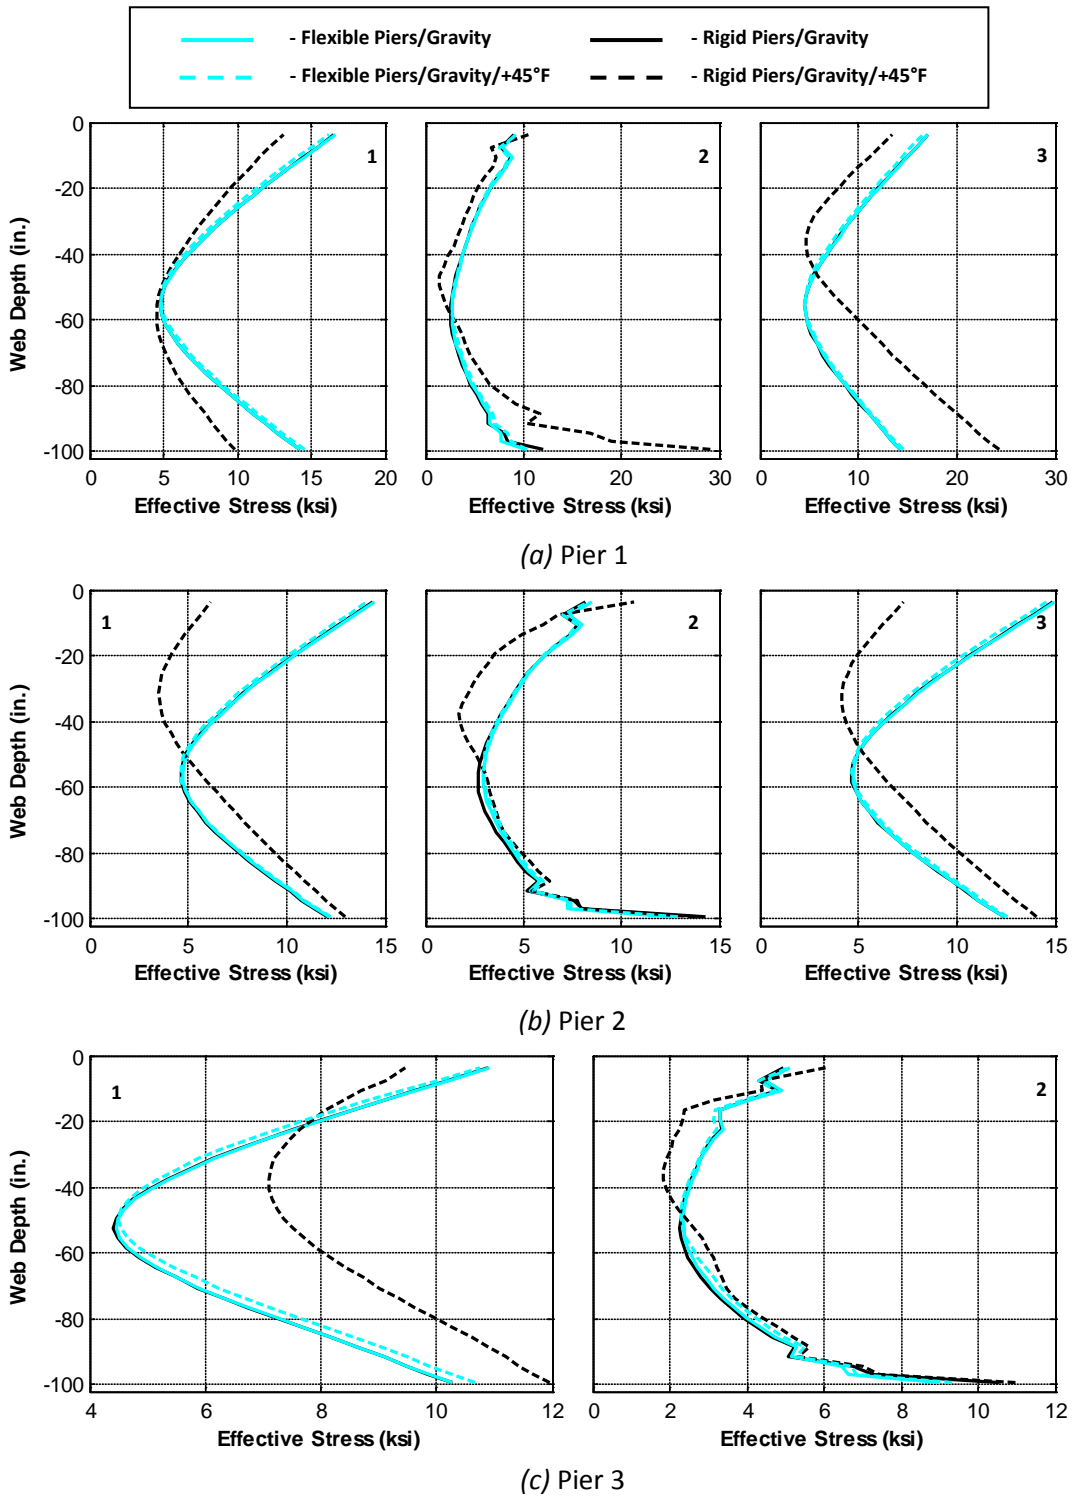 - Flexible Piers/Gravity - Rigid Piers/Gravity
- Flexible Piers/Gravity/+45°F - Rigid Piers/Gravity/+45°F
Web Depth (in.)
0
-20
-40
-60
-80
-100
1
0 5 10 15 20
Effective Stress (ksi)
2
0 10 20 30
Effective Stress (ksi)
3
0 10 20 30
Effective Stress (ksi)
(a) Pier 1
Web Depth (in.)
0
-20
-40
-60
-80
-100
1
0 5 10 15
Effective Stress (ksi)
2
0 5 10 15
Effective Stress (ksi)
3
0 5 10 15
Effective Stress (ksi)
(b) Pier 2
Web Depth (in.)
0
-20
-40
-60
-80
-100
1
4 6 8 10 12
Effective Stress (ksi)
2
0 2 4 6 8 10 12
Effective Stress (ksi)
(c) Pier 3